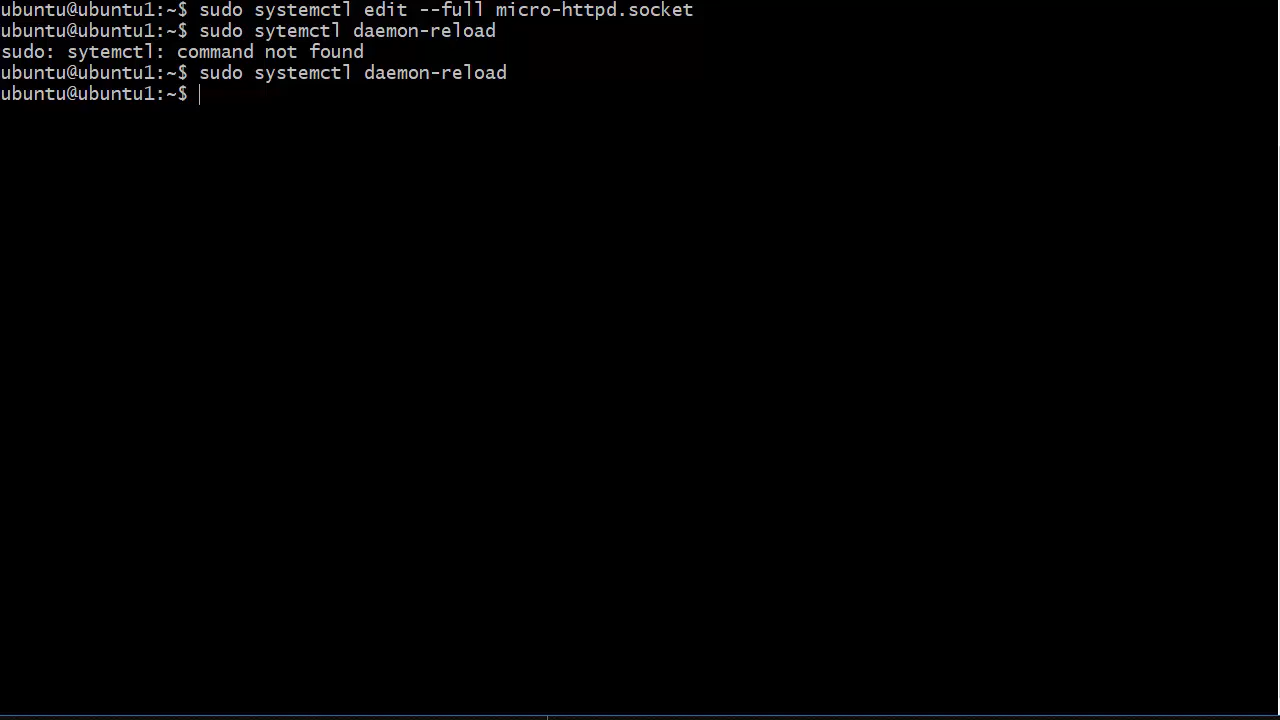 ubuntu@ubuntu1:~$ sudo systemctl edit --full micro-httpd.socket
ubuntu@ubuntu1:~$ sudo sytemctl daemon-reload
sudo: sytemctl: command not found
ubuntu@ubuntu1:~$ sudo systemctl daemon-reload
ubuntu@ubuntu1:~$